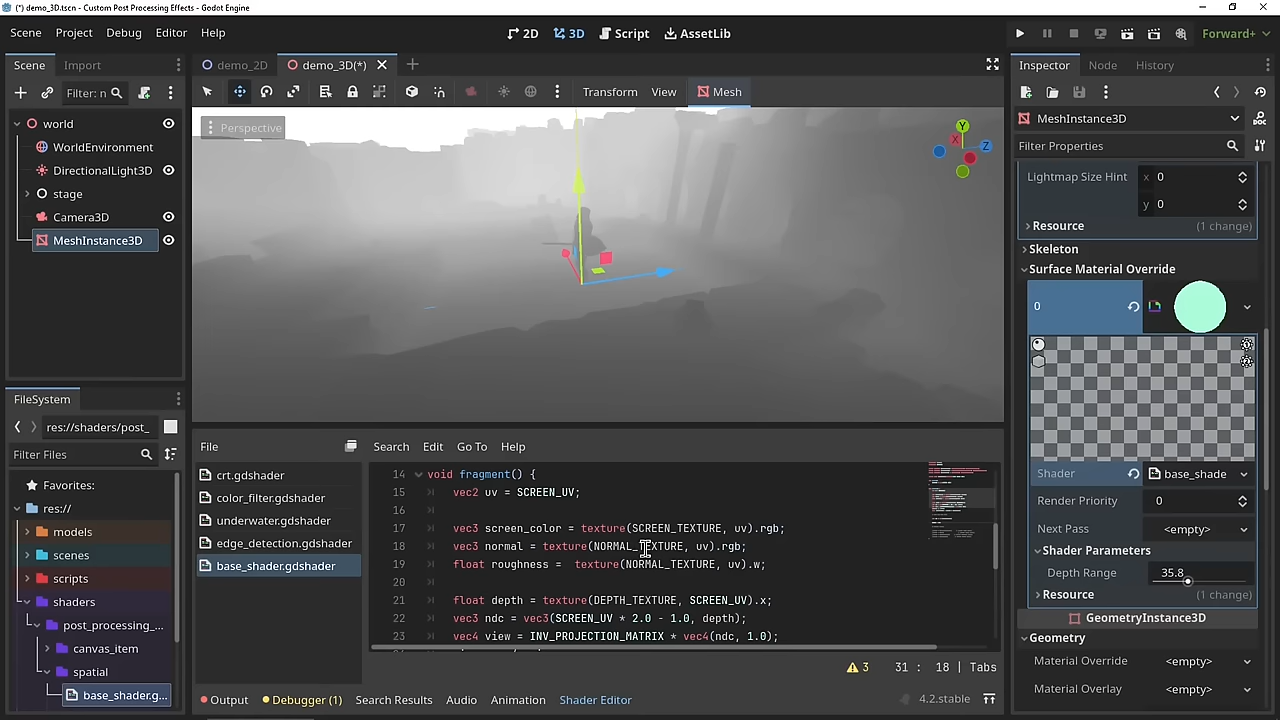 (*) demo_3D.tscn - Custom Post Processing Effects - Godot Engine
Scene Project Debug Editor Help
2D 3D Script AssetLib
Forward+
Scene Import
demo_2D demo_3D(*)
Inspector Node History
Filter: n
Transform View Mesh
Perspective
Y
X
Z
world
WorldEnvironment
DirectionalLight3D
stage
Camera3D
MeshInstance3D
FileSystem
res://shaders/post_
Filter Files
Favorites:
res://
models
scenes
scripts
shaders
post_processing_...
canvas_item
spatial
base_shader.g...
File
Search Edit Go To Help
crt.gdshader
color_filter.gdshader
underwater.gdshader
edge_detection.gdshader
base_shader.gdshader
14 void fragment() {
15 vec2 uv = SCREEN_UV;
16
17 vec3 screen_color = texture(SCREEN_TEXTURE, uv).rgb;
18 vec3 normal = texture(NORMAL_TEXTURE, uv).rgb;
19 float roughness =  texture(NORMAL_TEXTURE, uv).w;
20
21 float depth = texture(DEPTH_TEXTURE, SCREEN_UV).x;
22 vec3 ndc = vec3(SCREEN_UV * 2.0 - 1.0, depth);
23 vec4 view = INV_PROJECTION_MATRIX * vec4(ndc, 1.0);
3 31 : 18 | Tabs
Output Debugger (1) Search Results Audio Animation Shader Editor
4.2.stable
MeshInstance3D
Filter Properties
Lightmap Size Hint x 0
y 0
Resource (1 change)
Skeleton
Surface Material Override
0
Shader base_shade
Render Priority 0
Next Pass <empty>
Shader Parameters
Depth Range 35.8
Resource (1 change)
GeometryInstance3D
Geometry
Material Override <empty>
Material Overlay <empty>